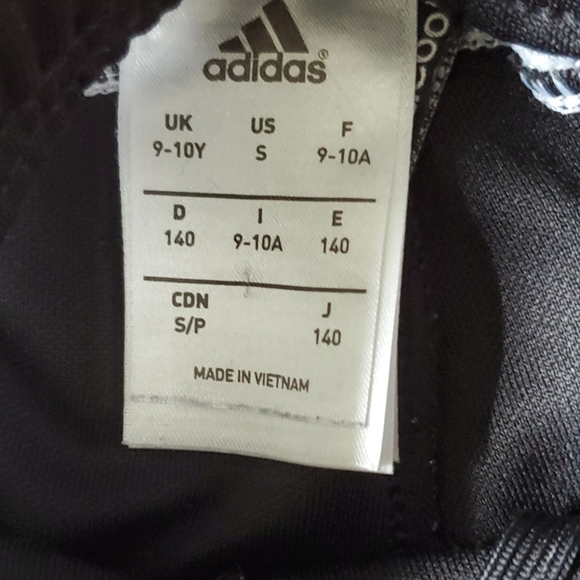 adidas®
UK US F
9-10Y S 9-10A
D I E
140 9-10A 140
CDN J
S/P 140
MADE IN VIETNAM